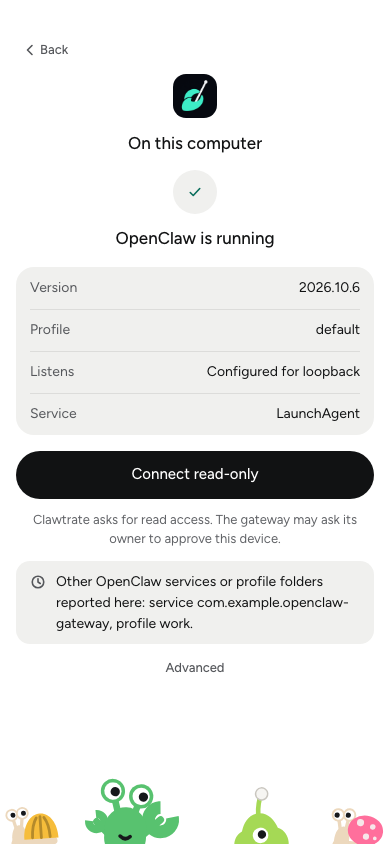 Back
On this computer
OpenClaw is running
Version 2026.10.6
Profile default
Listens Configured for loopback
Service LaunchAgent
Connect read-only
Clawtrate asks for read access. The gateway may ask its
owner to approve this device.
Other OpenClaw services or profile folders
reported here: service com.example.openclaw-
gateway, profile work.
Advanced